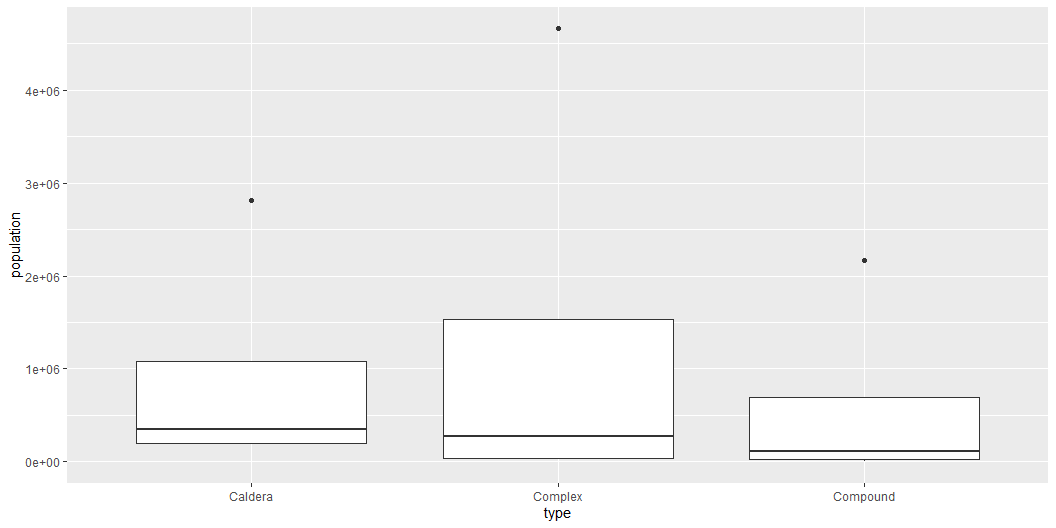 population
4e+06
3e+06
2e+06
1e+06
0e+00
Caldera Complex Compound
type